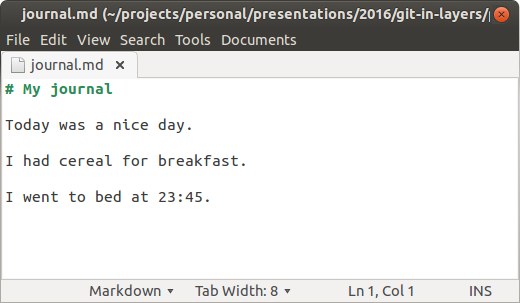 journal.md (~/projects/personal/presentations/2016/git-in-layers/
File Edit View Search Tools Documents
journal.md
# My journal
Today was a nice day.
I had cereal for breakfast.
I went to bed at 23:45.
Markdown Tab Width: 8 Ln 1, Col 1 INS